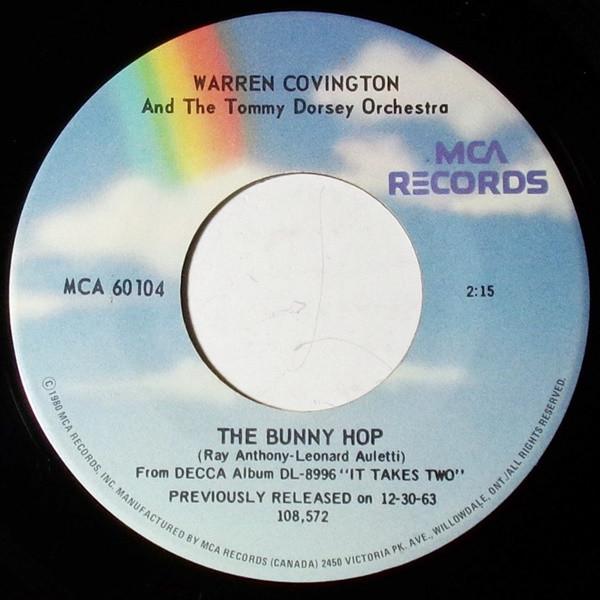 WARREN COVINGTON
And The Tommy Dorsey Orchestra
MCA
RECORDS
MCA 60104
2:15
THE BUNNY HOP
(Ray Anthony-Leonard Auletti)
From DECCA Album DL-8996 "IT TAKES TWO"
PREVIOUSLY RELEASED on 12-30-63
108,572
©1980 MCA RECORDS, INC. MANUFACTURED BY MCA RECORDS (CANADA) 2450 VICTORIA PK. AVE., WILLOWDALE, ONT./ALL RIGHTS RESERVED.